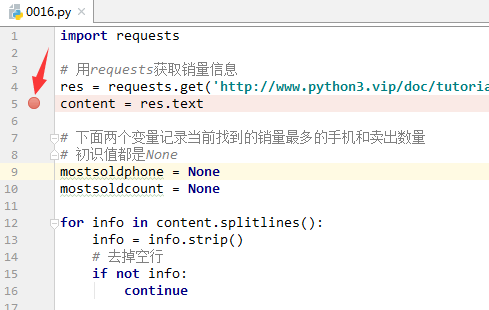 0016.py
1 import requests
2
3 # 用requests获取销量信息
4 res = requests.get('http://www.python3.vip/doc/tutoria
5 content = res.text
6
7 # 下面两个变量记录当前找到的销量最多的手机和卖出数量
8 # 初识值都是None
9 mostsoldphone = None
10 mostsoldcount = None
11
12 for info in content.splitlines():
13 info = info.strip()
14 # 去掉空行
15 if not info:
16 continue